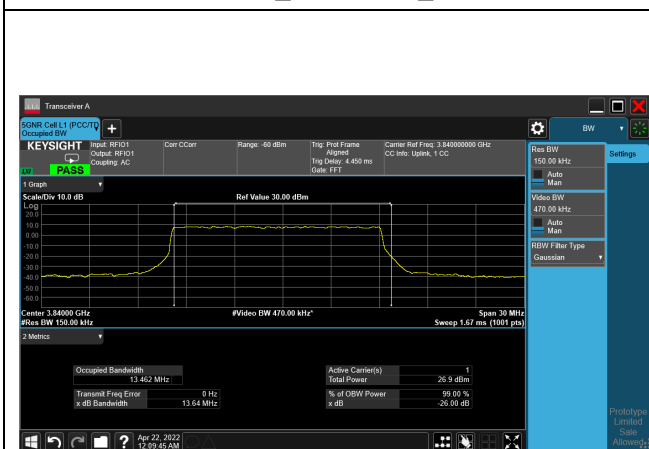 Transceiver A
5GNR Cell L1 (PCC/TD
Occupied BW
KEYSIGHT
LW
PASS
Input: RFIO1
Output: RFIO1
Coupling: AC
Corr CCorr
Range: -60 dBm
Trig: Prot Frame
Aligned
Trig Delay: 4.450 ms
Gate: FFT
Carrier Ref Freq: 3.840000000 GHz
CC Info: Uplink, 1 CC
BW
Res BW
150.00 kHz
Auto
Man
Video BW
470.00 kHz
Auto
Man
RBW Filter Type
Gaussian
Settings
1 Graph
Scale/Div 10.0 dB
Ref Value 30.00 dBm
Log
20.0
10.0
0.00
-10.0
-20.0
-30.0
-40.0
-50.0
-60.0
Center 3.84000 GHz
#Video BW 470.00 kHz*
Span 30 MHz
#Res BW 150.00 kHz
Sweep 1.67 ms (1001 pts)
2 Metrics
Occupied Bandwidth
13.462 MHz
Active Carrier(s) 1
Total Power 26.9 dBm
Transmit Freq Error 0 Hz
x dB Bandwidth 13.64 MHz
% of OBW Power 99.00 %
x dB -26.00 dB
Prototype
Limited
Sale
Allowed
?
Apr 22, 2022
12:09:45 AM